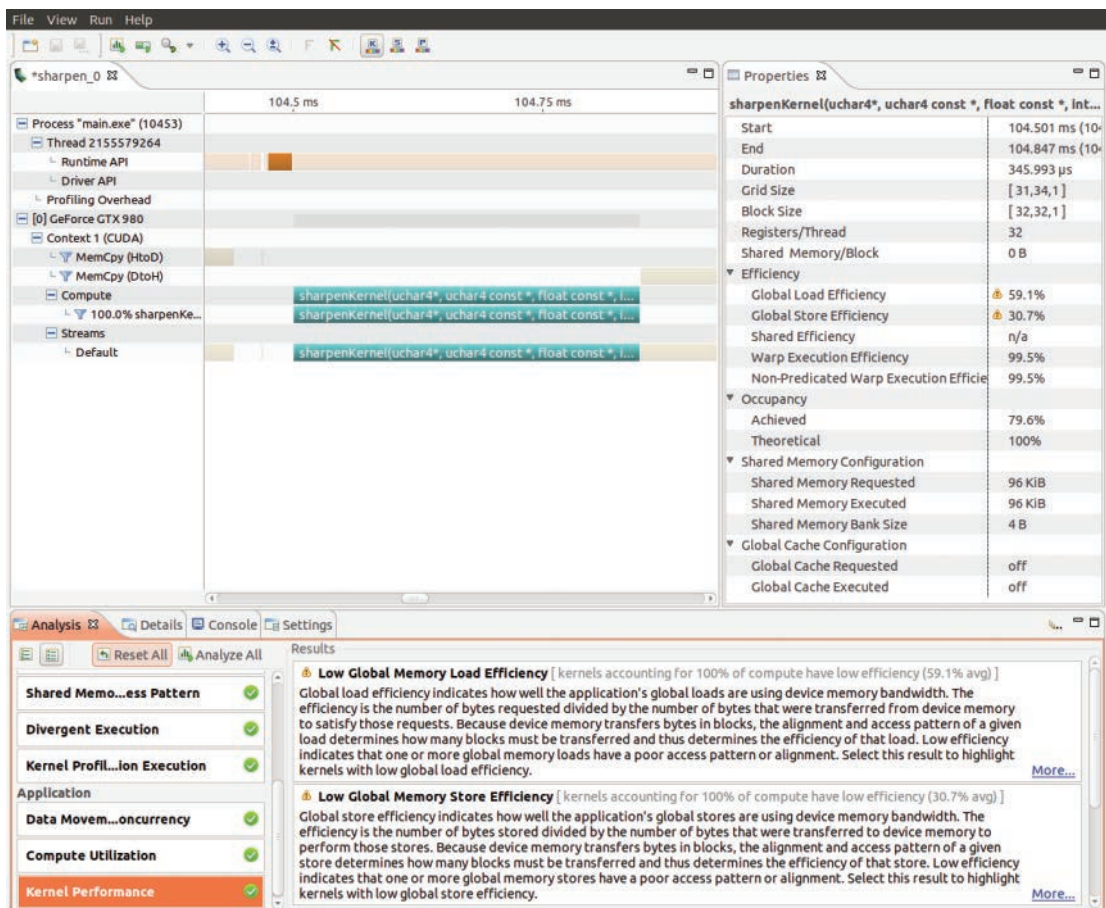 File View Run Help
*sharpen_0
104.5 ms 104.75 ms
Process "main.exe" (10453)
Thread 2155579264
Runtime API
Driver API
Profiling Overhead
[0] GeForce GTX 980
Context 1 (CUDA)
MemCpy (HtoD)
MemCpy (DtoH)
Compute
sharpenKernel(uchar4*, uchar4 const *, float const *, i...
100.0% sharpenKe...
sharpenKernel(uchar4*, uchar4 const *, float const *, i...
Streams
Default
sharpenKernel(uchar4*, uchar4 const *, float const *, i...
Properties
sharpenKernel(uchar4*, uchar4 const *, float const *, int...
Start 104.501 ms (10
End 104.847 ms (10
Duration 345.993 μs
Grid Size [ 31,34,1 ]
Block Size [ 32,32,1 ]
Registers/Thread 32
Shared Memory/Block 0 B
Efficiency
Global Load Efficiency 59.1%
Global Store Efficiency 30.7%
Shared Efficiency n/a
Warp Execution Efficiency 99.5%
Non-Predicated Warp Execution Efficie 99.5%
Occupancy
Achieved 79.6%
Theoretical 100%
Shared Memory Configuration
Shared Memory Requested 96 KiB
Shared Memory Executed 96 KiB
Shared Memory Bank Size 4 B
Global Cache Configuration
Global Cache Requested off
Global Cache Executed off
Analysis Details Console Settings
Reset All Analyze All
Shared Memo...ess Pattern
Divergent Execution
Kernel Profil...ion Execution
Application
Data Movem...oncurrency
Compute Utilization
Kernel Performance
Results
Low Global Memory Load Efficiency [ kernels accounting for 100% of compute have low efficiency (59.1% avg) ]
Global load efficiency indicates how well the application's global loads are using device memory bandwidth. The
efficiency is the number of bytes requested divided by the number of bytes that were transferred from device memory
to satisfy those requests. Because device memory transfers bytes in blocks, the alignment and access pattern of a given
load determines how many blocks must be transferred and thus determines the efficiency of that load. Low efficiency
indicates that one or more global memory loads have a poor access pattern or alignment. Select this result to highlight
kernels with low global load efficiency. More...
Low Global Memory Store Efficiency [ kernels accounting for 100% of compute have low efficiency (30.7% avg) ]
Global store efficiency indicates how well the application's global stores are using device memory bandwidth. The
efficiency is the number of bytes stored divided by the number of bytes that were transferred to device memory to
perform those stores. Because device memory transfers bytes in blocks, the alignment and access pattern of a given
store determines how many blocks must be transferred and thus determines the efficiency of that store. Low efficiency
indicates that one or more global memory stores have a poor access pattern or alignment. Select this result to highlight
kernels with low global store efficiency. More...